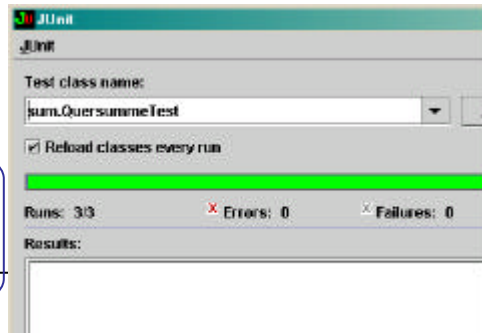 JUnit
JUnit
Test class name:
sum.QuersummeTest
Reload classes every run
Runs: 3/3 X Errors: 0 X Failures: 0
Results: